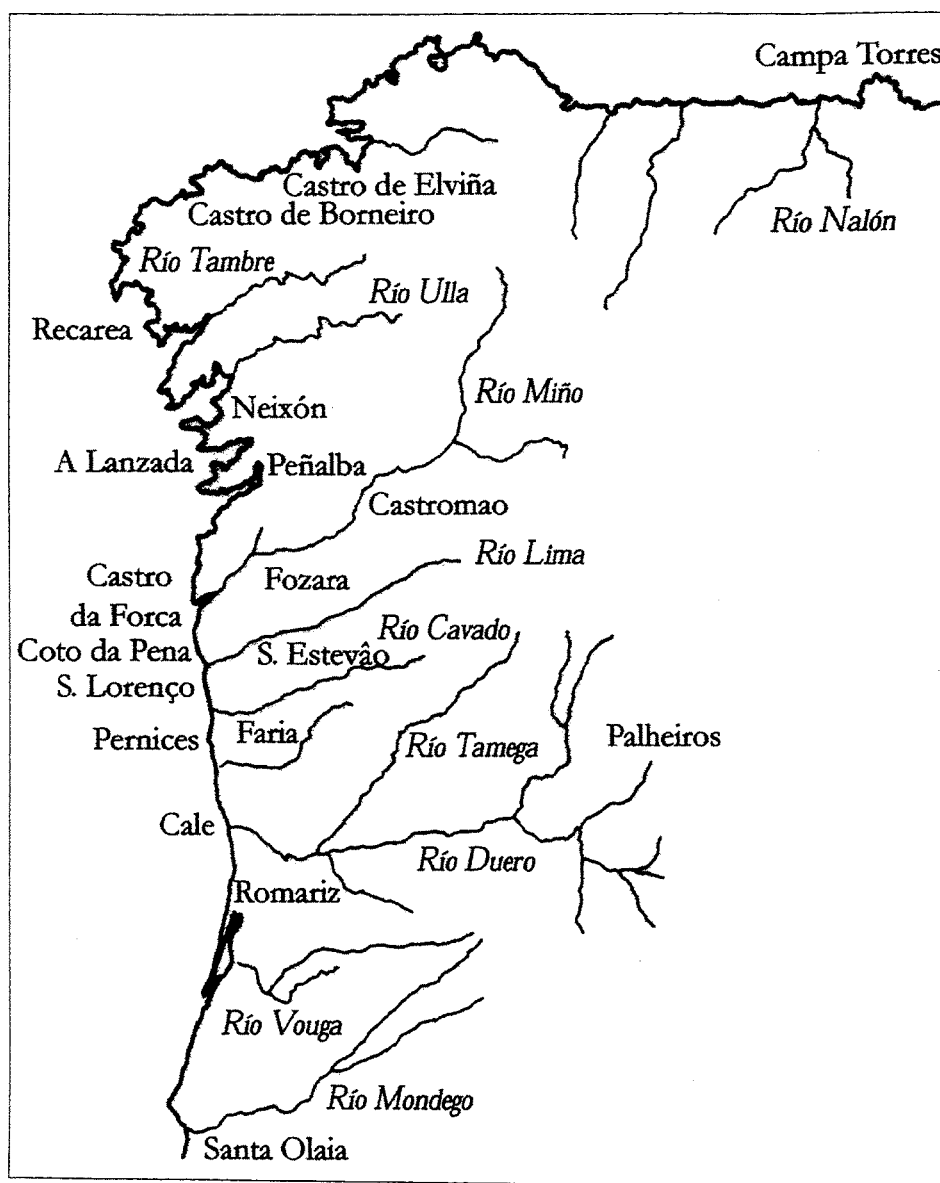 Campa Torres
Castro de Elviña
Castro de Borneiro
Río Nalón
Río Tambre
Río Ulla
Recarea
Río Miño
Neixón
A Lanzada
Peñalba
Castromao
Río Lima
Castro
da Forca
Fozara
Río Cavado
Coto da Pena
S. Estevâo
S. Lorenço
Pernices
Faria
Río Tamega
Palheiros
Cale
Río Duero
Romariz
Río Vouga
Río Mondego
Santa Olaia